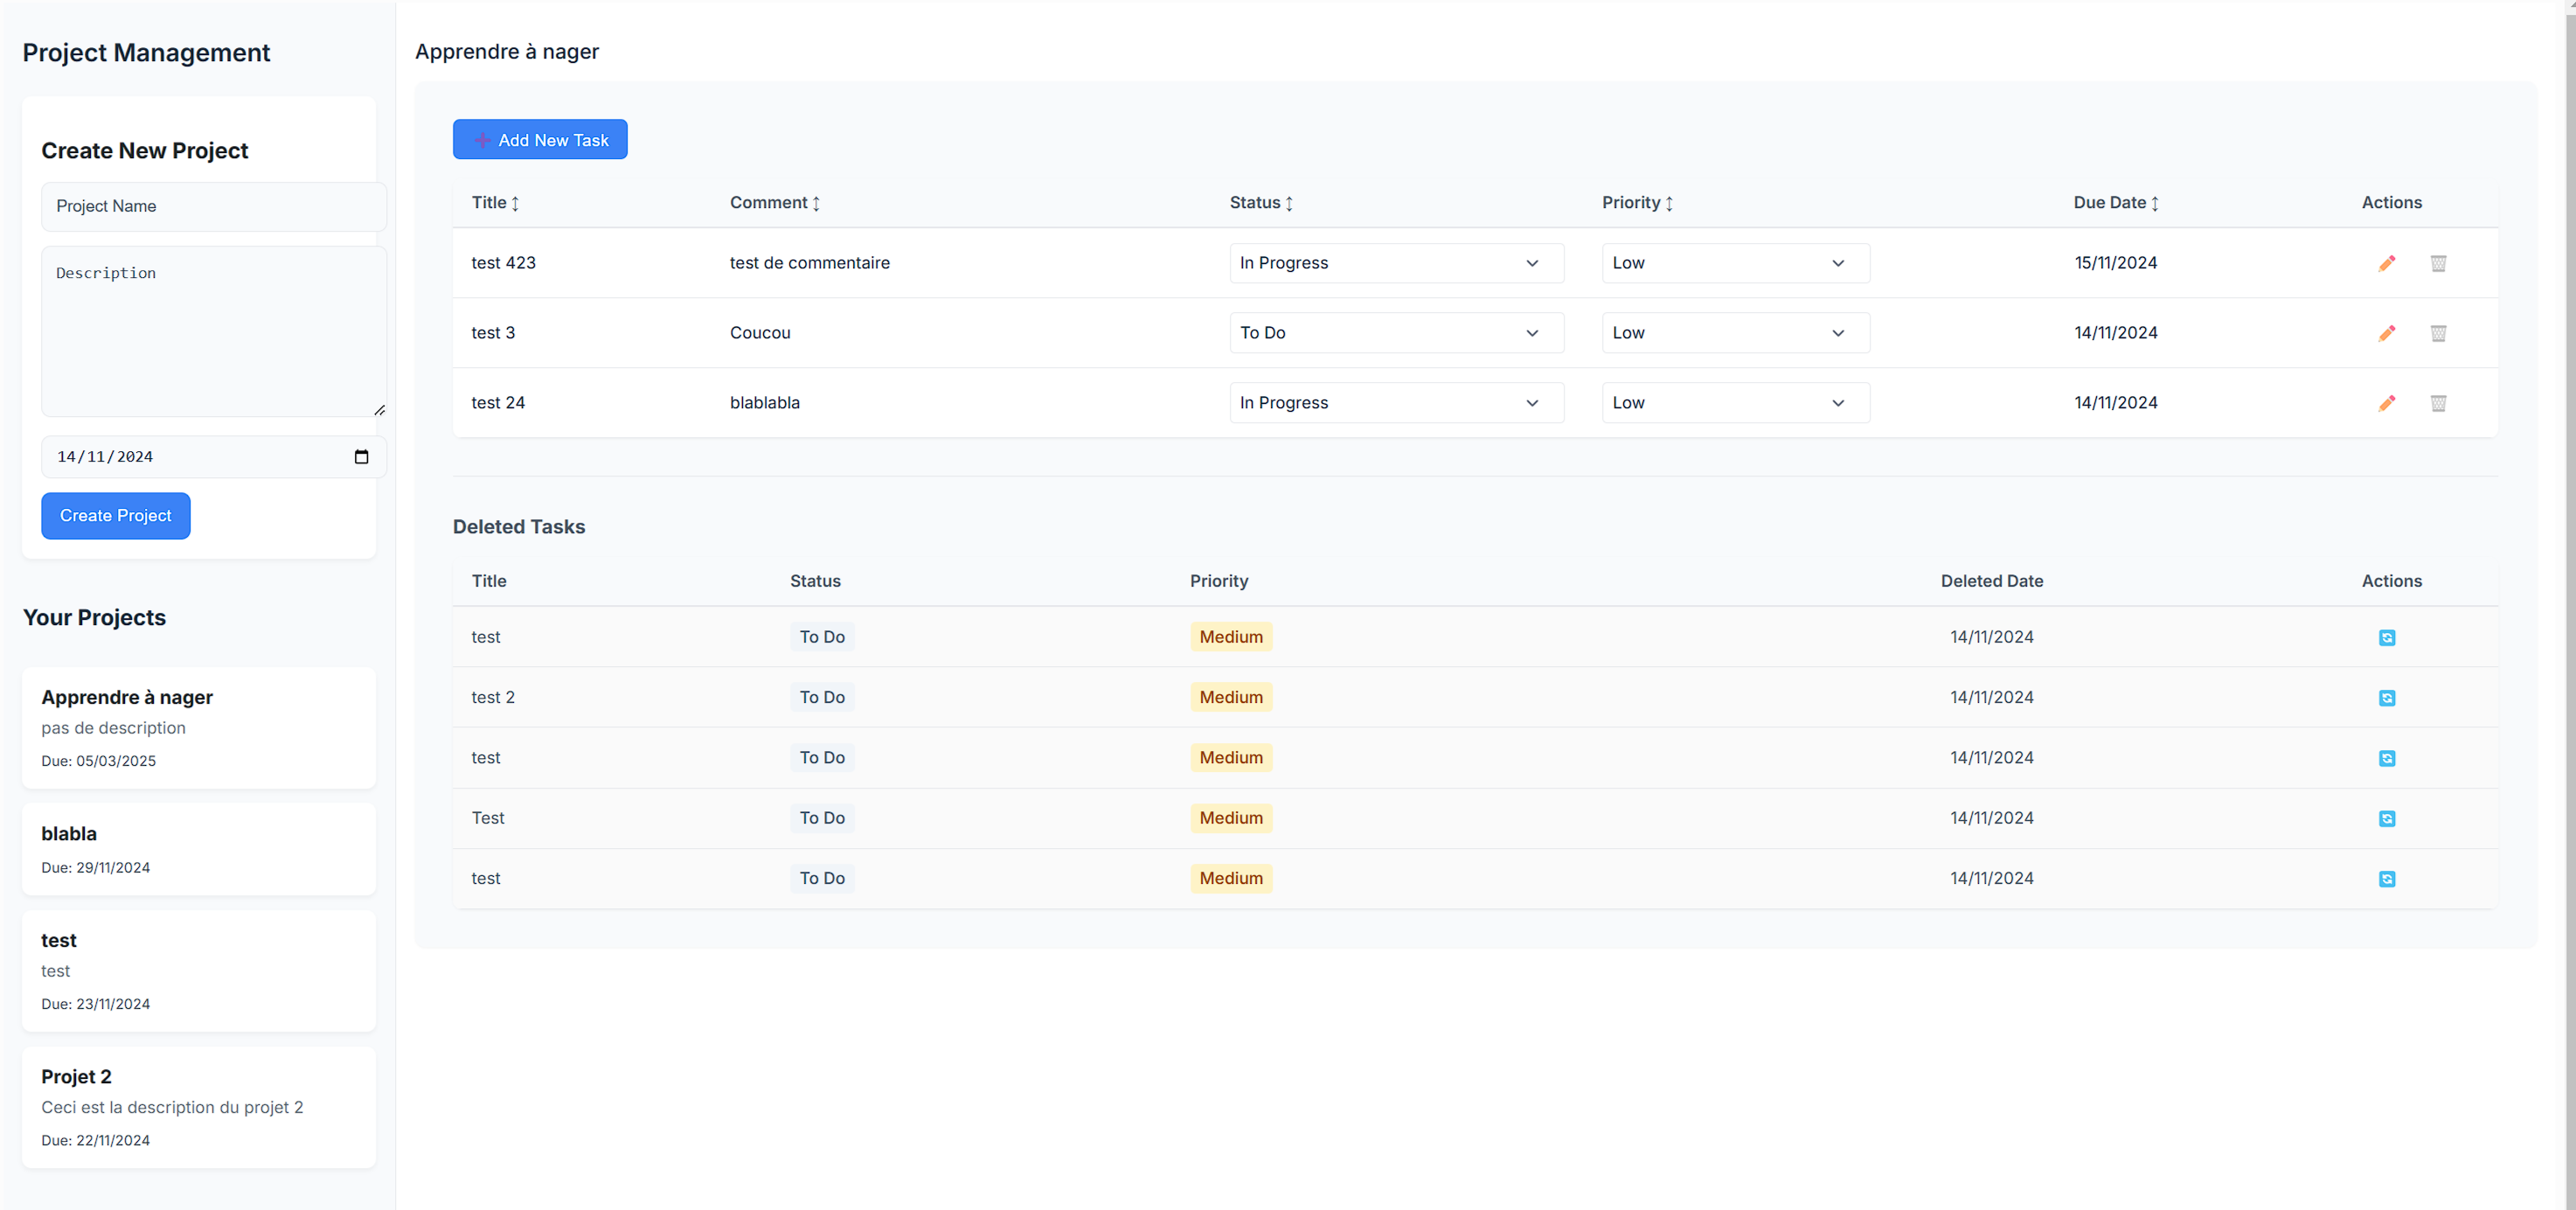 Project Management
Create New Project
Project Name
Description
14/11/2024
Create Project
Your Projects
Apprendre à nager
pas de description
Due: 05/03/2025
blabla
Due: 29/11/2024
test
test
Due: 23/11/2024
Projet 2
Ceci est la description du projet 2
Due: 22/11/2024
Apprendre à nager
Add New Task
Title Comment Status Priority Due Date Actions
test 423 test de commentaire In Progress Low 15/11/2024
test 3 Coucou To Do Low 14/11/2024
test 24 blablabla In Progress Low 14/11/2024
Deleted Tasks
Title Status Priority Deleted Date Actions
test To Do Medium 14/11/2024
test 2 To Do Medium 14/11/2024
test To Do Medium 14/11/2024
Test To Do Medium 14/11/2024
test To Do Medium 14/11/2024